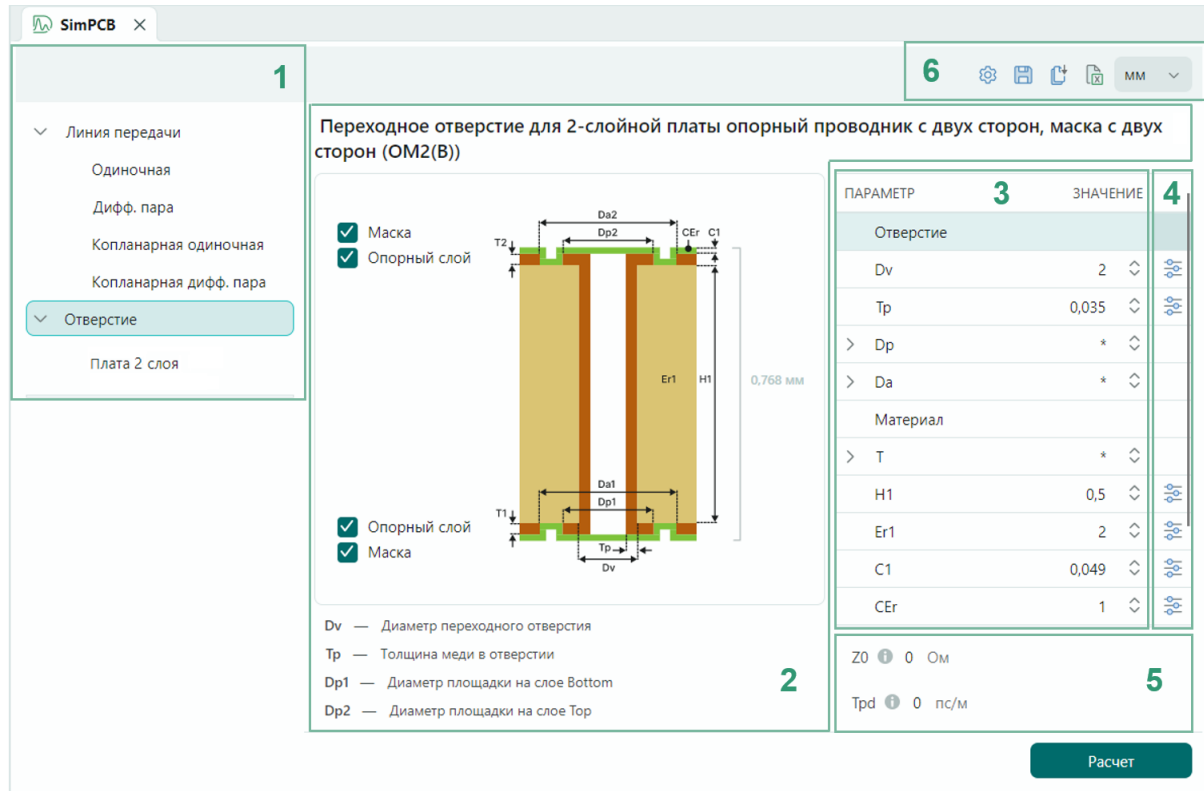 SimPCB
1
6
мм
Линия передачи
Одиночная
Дифф. пара
Копланарная одиночная
Копланарная дифф. пара
Отверстие
Плата 2 слоя
Переходное отверстие для 2-слойной платы опорный проводник с двух
сторон, маска с двух
сторон (OM2(B))
Маска
Опорный слой
Da2
Dp2
CEr
C1
T2
Er1
H1
0,768 мм
Da1
Dp1
T1
Tp
Dv
Опорный слой
Маска
Dv — Диаметр переходного отверстия
Tp — Толщина меди в отверстии
Dp1 — Диаметр площадки на слое Bottom
Dp2 — Диаметр площадки на слое Top
2
ПАРАМЕТР 3 ЗНАЧЕНИЕ 4
Отверстие
Dv 2
Tp 0,035
Dp *
Da *
Материал
T *
H1 0,5
Er1 2
C1 0,049
CEr 1
Z0 0 Ом
5
Tpd 0 пс/м
Расчет